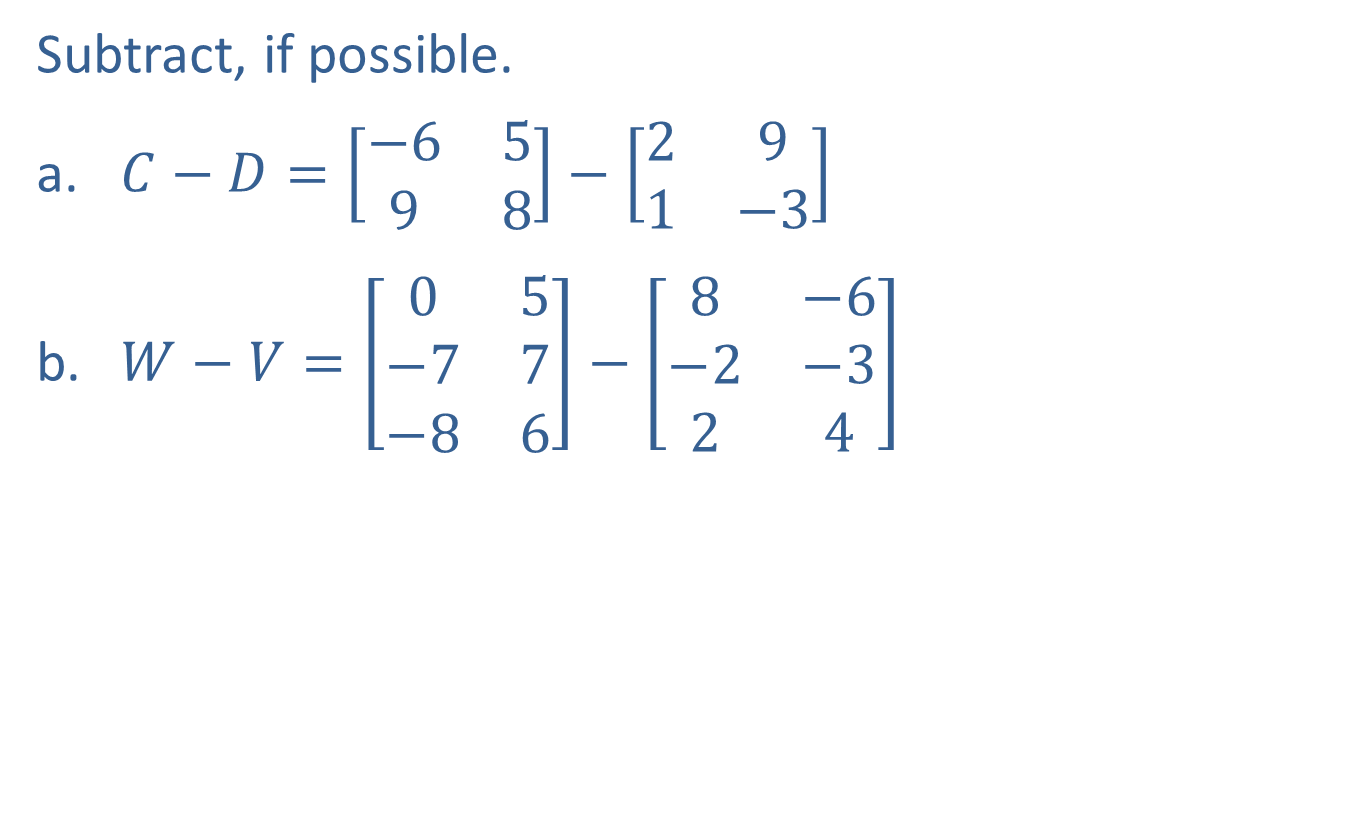 Subtract, if possible.
a. C − D = [−6 5; 9 8] − [2 9; 1 −3]
b. W − V = [0 5; −7 7; −8 6] − [8 −6; −2 −3; 2 4]